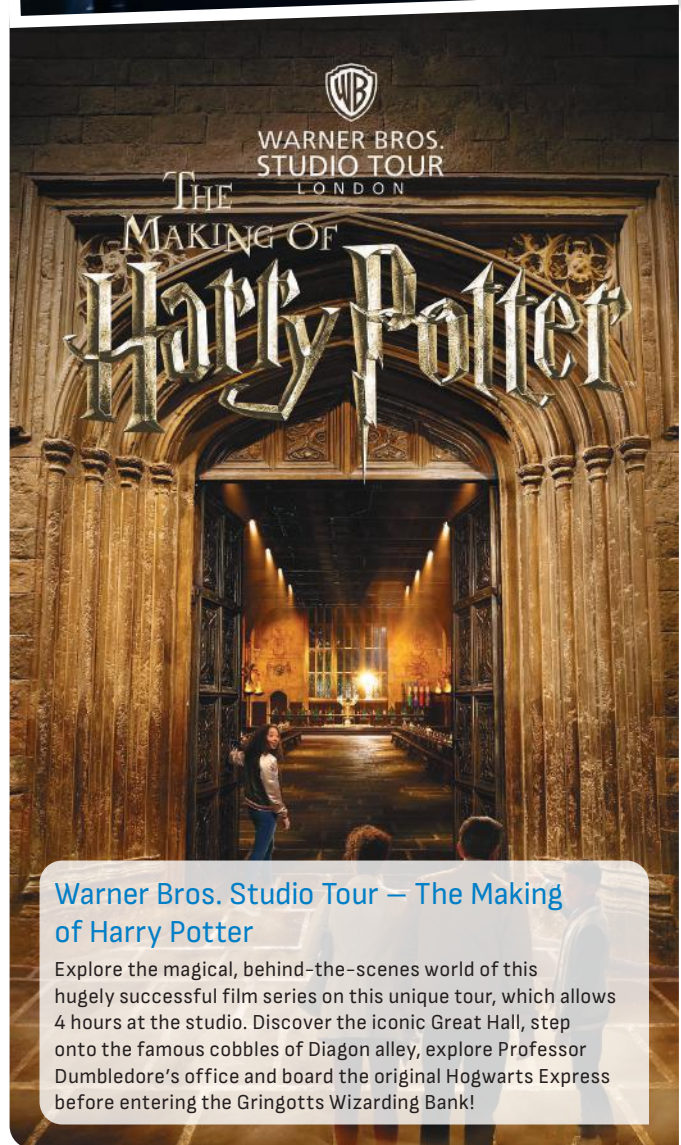 WB
WARNER BROS.
STUDIO TOUR
LONDON
THE
MAKING OF
Harry Potter
Warner Bros. Studio Tour – The Making
of Harry Potter
Explore the magical, behind-the-scenes world of this
hugely successful film series on this unique tour, which allows
4 hours at the studio. Discover the iconic Great Hall, step
onto the famous cobbles of Diagon alley, explore Professor
Dumbledore's office and board the original Hogwarts Express
before entering the Gringotts Wizarding Bank!